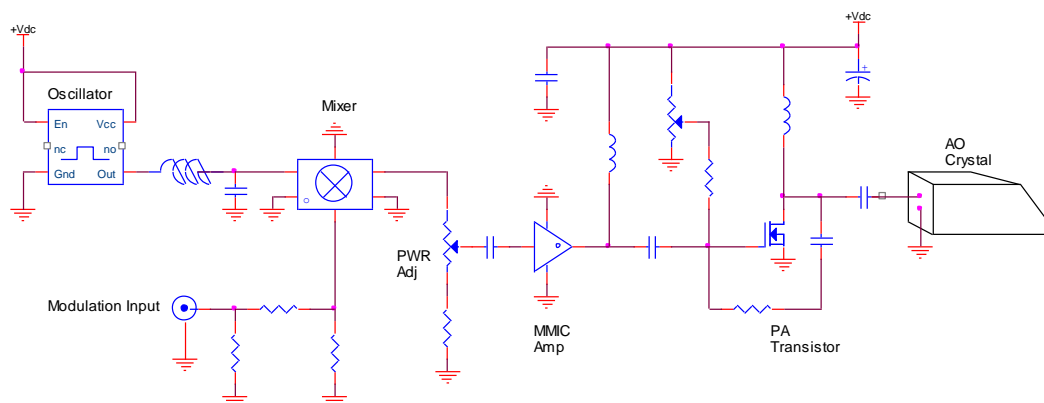 +Vdc
Oscillator
En Vcc
nc no
Gnd Out
Mixer
Modulation Input
PWR
Adj
MMIC
Amp
+Vdc
+
PA
Transistor
AO
Crystal